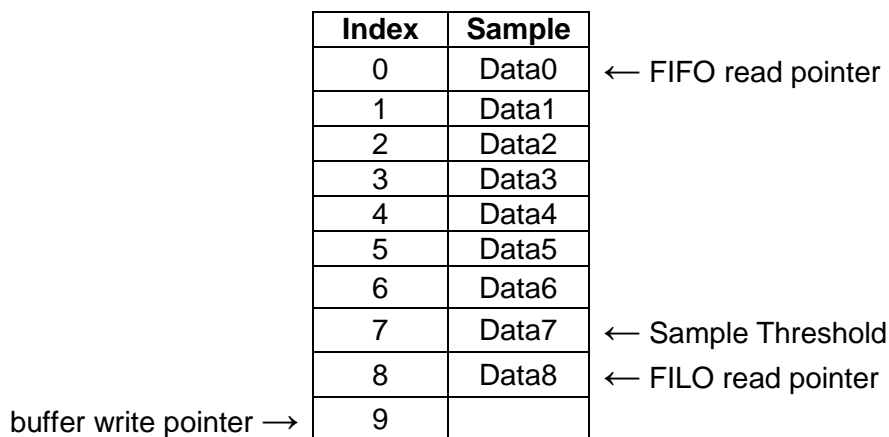 Index Sample
0 Data0 ← FIFO read pointer
1 Data1
2 Data2
3 Data3
4 Data4
5 Data5
6 Data6
7 Data7 ← Sample Threshold
8 Data8 ← FILO read pointer
buffer write pointer → 9